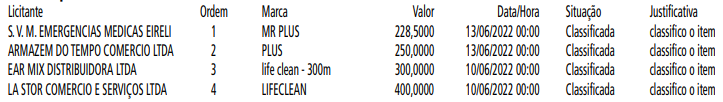 Licitante Ordem Marca Valor Data/Hora Situação Justificativa
S. V. M. EMERGENCIAS MEDICAS EIRELI 1 MR PLUS 228,5000 13/06/2022 00:00 Classificada classifico o item
ARMAZEM DO TEMPO COMERCIO LTDA 2 PLUS 250,0000 13/06/2022 00:00 Classificada classifico o item
EAR MIX DISTRIBUIDORA LTDA 3 life clean - 300m 300,0000 10/06/2022 00:00 Classificada classifico o item
LA STOR COMERCIO E SERVIÇOS LTDA 4 LIFECLEAN 400,0000 10/06/2022 00:00 Classificada classifico o item